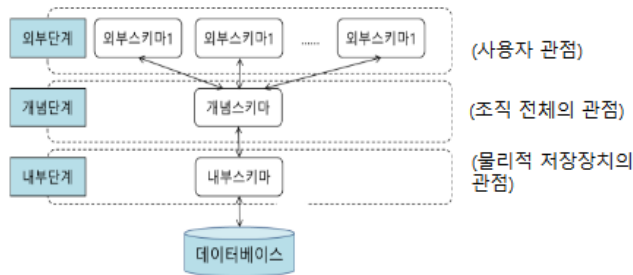 외부단계 외부스키마1 외부스키마1 ...... 외부스키마1 (사용자 관점)
개념단계 개념스키마 (조직 전체의 관점)
내부단계 내부스키마 (물리적 저장장치의
관점)
데이터베이스